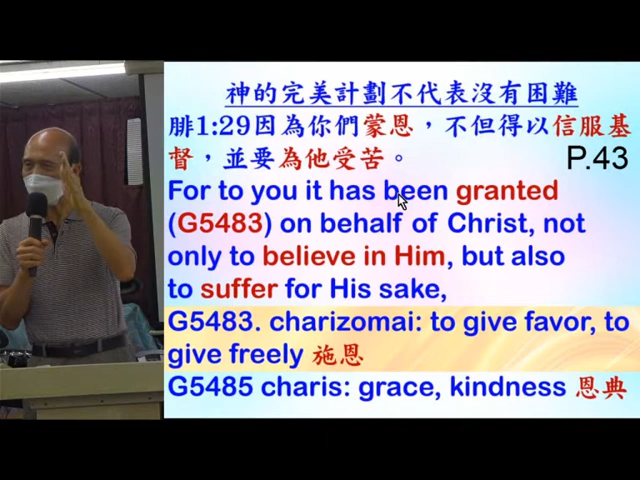 神的完美計劃不代表沒有困難
腓1:29因為你們蒙恩，不但得以信服基
督，並要為他受苦。 P.43
For to you it has been granted
(G5483) on behalf of Christ, not
only to believe in Him, but also
to suffer for His sake,
G5483. charizomai: to give favor, to
give freely 施恩
G5485 charis: grace, kindness 恩典